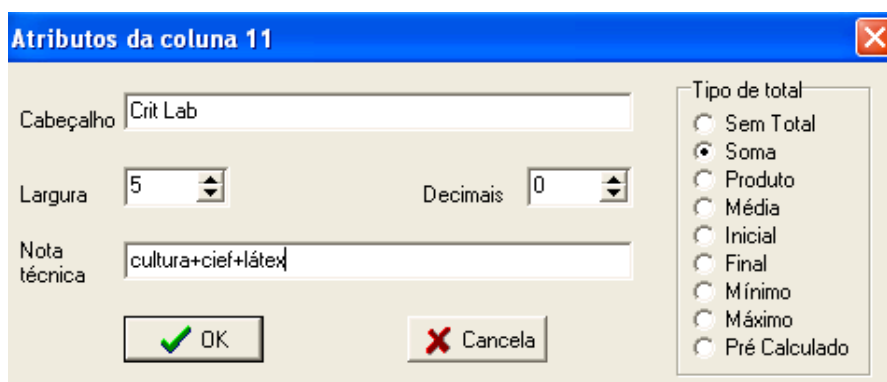 Atributos da coluna 11
Cabeçalho Crit Lab
Largura 5 Decimais 0
Nota técnica cultura+cief+látex
OK Cancela
Tipo de total
Sem Total
Soma
Produto
Média
Inicial
Final
Mínimo
Máximo
Pré Calculado